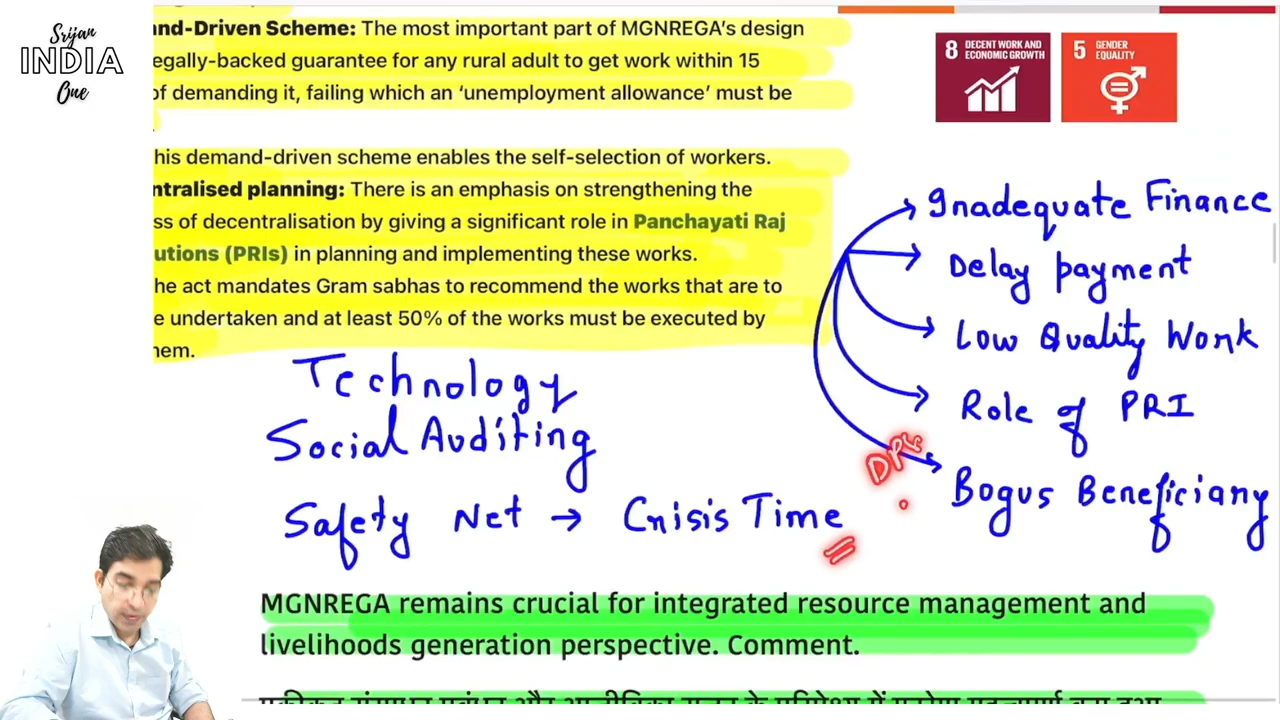 Srijan
INDIA
One
nd-Driven Scheme: The most important part of MGNREGA's design
egally-backed guarantee for any rural adult to get work within 15
of demanding it, failing which an 'unemployment allowance' must be
.
his demand-driven scheme enables the self-selection of workers.
ntralised planning: There is an emphasis on strengthening the
ss of decentralisation by giving a significant role in Panchayati Raj
utions (PRIs) in planning and implementing these works.
he act mandates Gram sabhas to recommend the works that are to
e undertaken and at least 50% of the works must be executed by
hem.
8 DECENT WORK AND
ECONOMIC GROWTH
5 GENDER
EQUALITY
Inadequate Finance
Delay payment
Low Quality Work
Role of PRI
Bogus Beneficiary
Technology
Social Auditing
Safety Net → Crisis Time
MGNREGA remains crucial for integrated resource management and
livelihoods generation perspective. Comment.